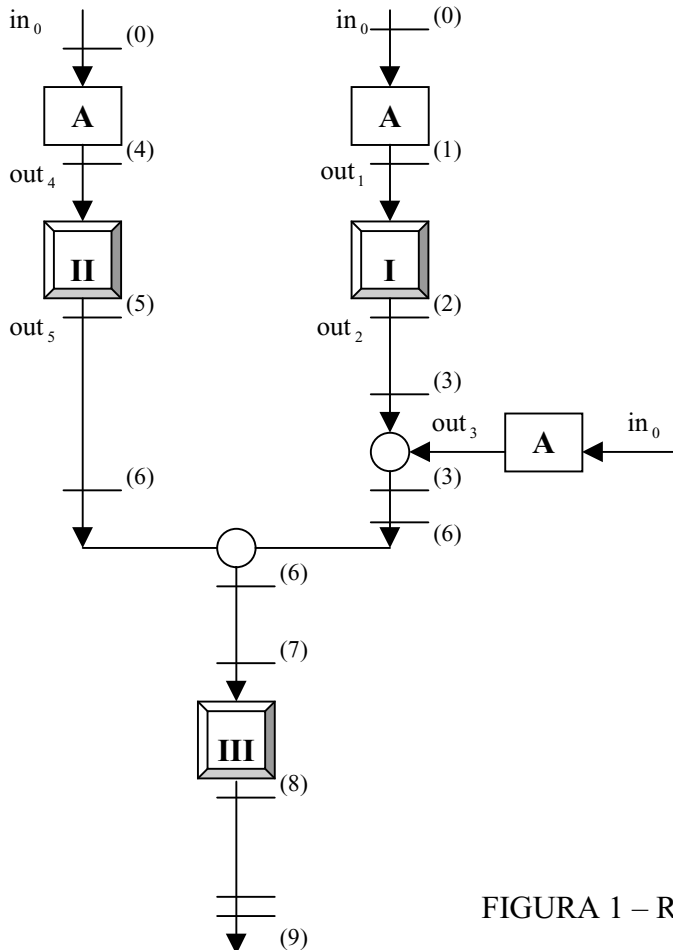 in₀ (0) in₀ (0)
A A
(4) (1)
out₄ out₁
II I
(5) (2)
out₅ out₂
(3)
out₃ A in₀
(6) (3)
(6)
(6)
(7)
III
(8)
FIGURA 1 – R
(9)